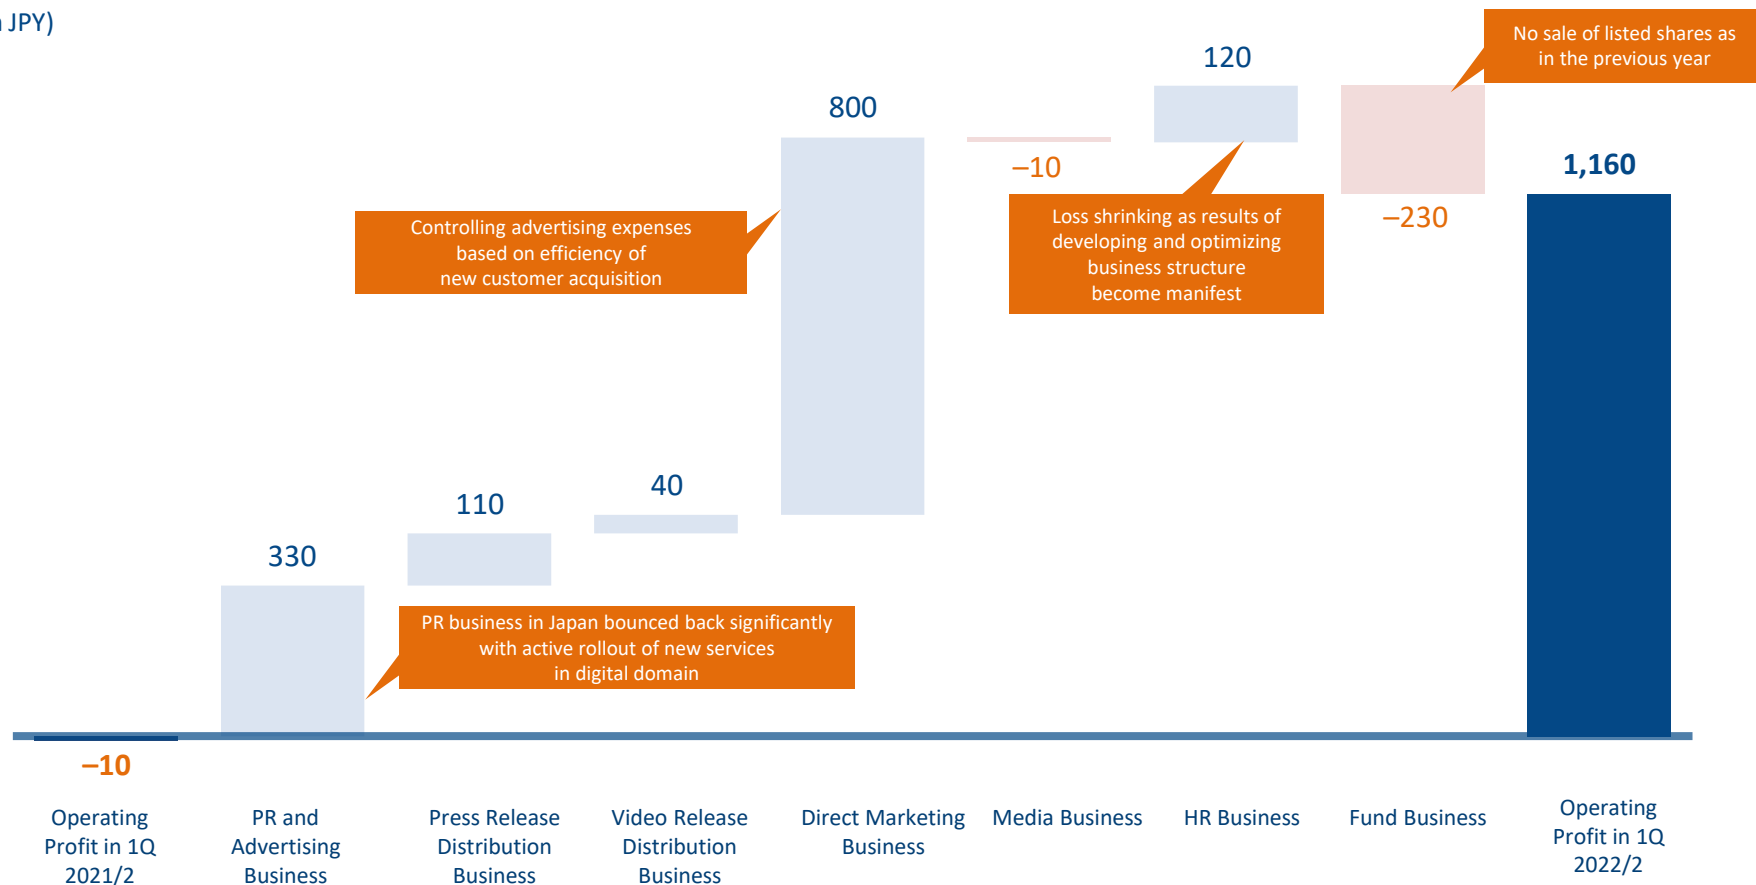 JPY)
No sale of listed shares as
in the previous year
120
800
–10
1,160
Controlling advertising expenses
based on efficiency of
new customer acquisition
Loss shrinking as results of
developing and optimizing
business structure
become manifest
–230
40
110
330
PR business in Japan bounced back significantly
with active rollout of new services
in digital domain
–10
Operating
Profit in 1Q
2021/2
PR and
Advertising
Business
Press Release
Distribution
Business
Video Release
Distribution
Business
Direct Marketing
Business
Media Business
HR Business
Fund Business
Operating
Profit in 1Q
2022/2